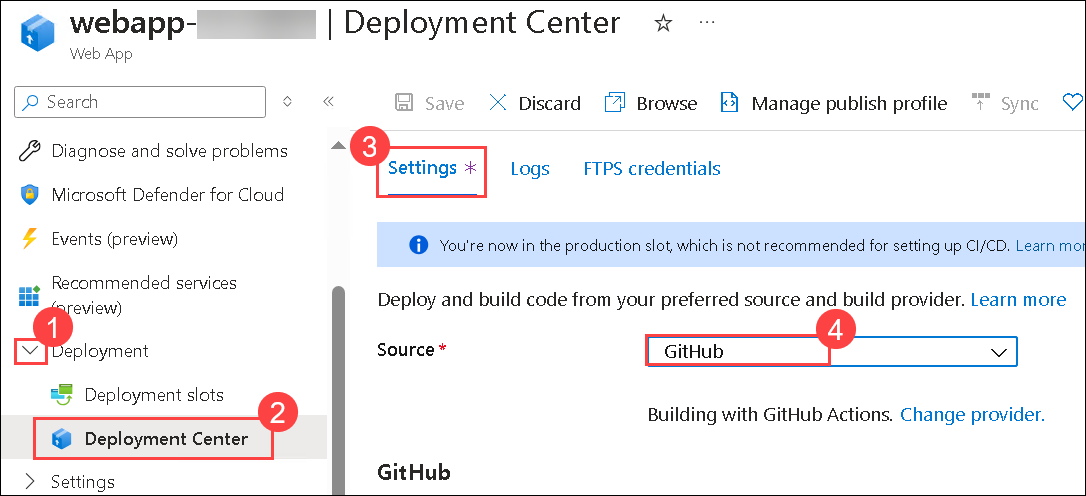 webapp- | Deployment Center
Web App
Search
Save
Discard
Browse
Manage publish profile
Sync
Diagnose and solve problems
Microsoft Defender for Cloud
Events (preview)
Recommended services
(preview)
1
Deployment
Deployment slots
2
Deployment Center
Settings
3
Settings *
Logs
FTPS credentials
You're now in the production slot, which is not recommended for setting up CI/CD. Learn more
Deploy and build code from your preferred source and build provider. Learn more
4
Source * GitHub
Building with GitHub Actions. Change provider.
GitHub